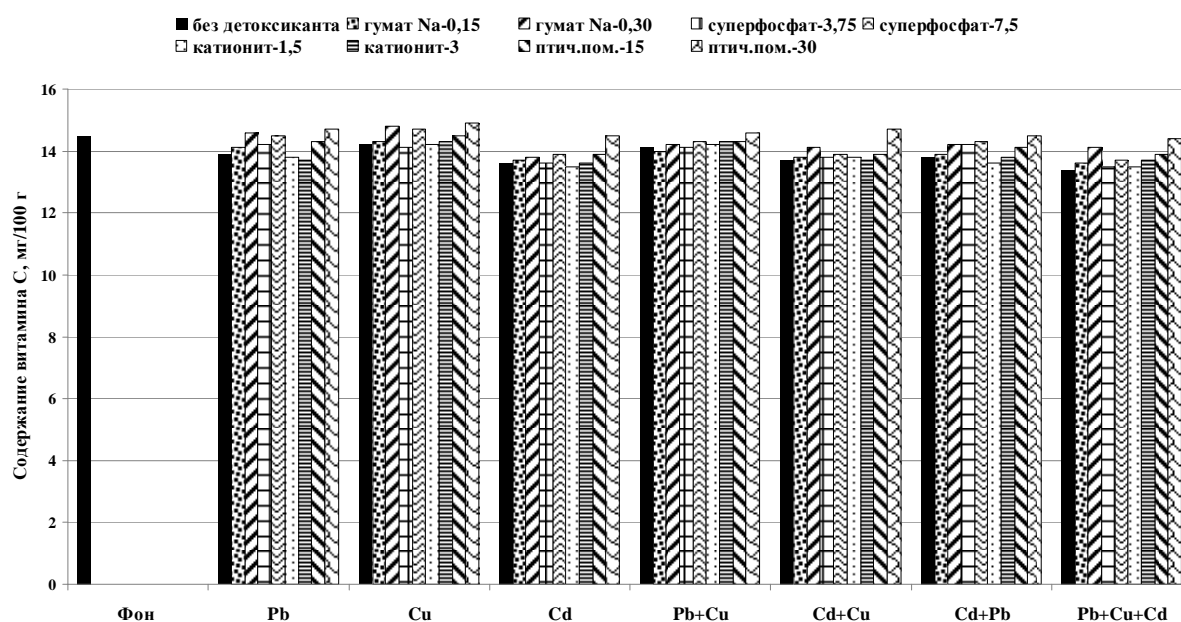 без детоксиканта гумат Na-0,15 гумат Na-0,30 суперфосфат-3,75 суперфосфат-7,5
катионит-1,5 катионит-3 птич.пом.-15 птич.пом.-30
Содержание витамина С, мг/100 г
16
14
12
10
8
6
4
2
0
Фон Pb Cu Cd Pb+Cu Cd+Cu Cd+Pb Pb+Cu+Cd